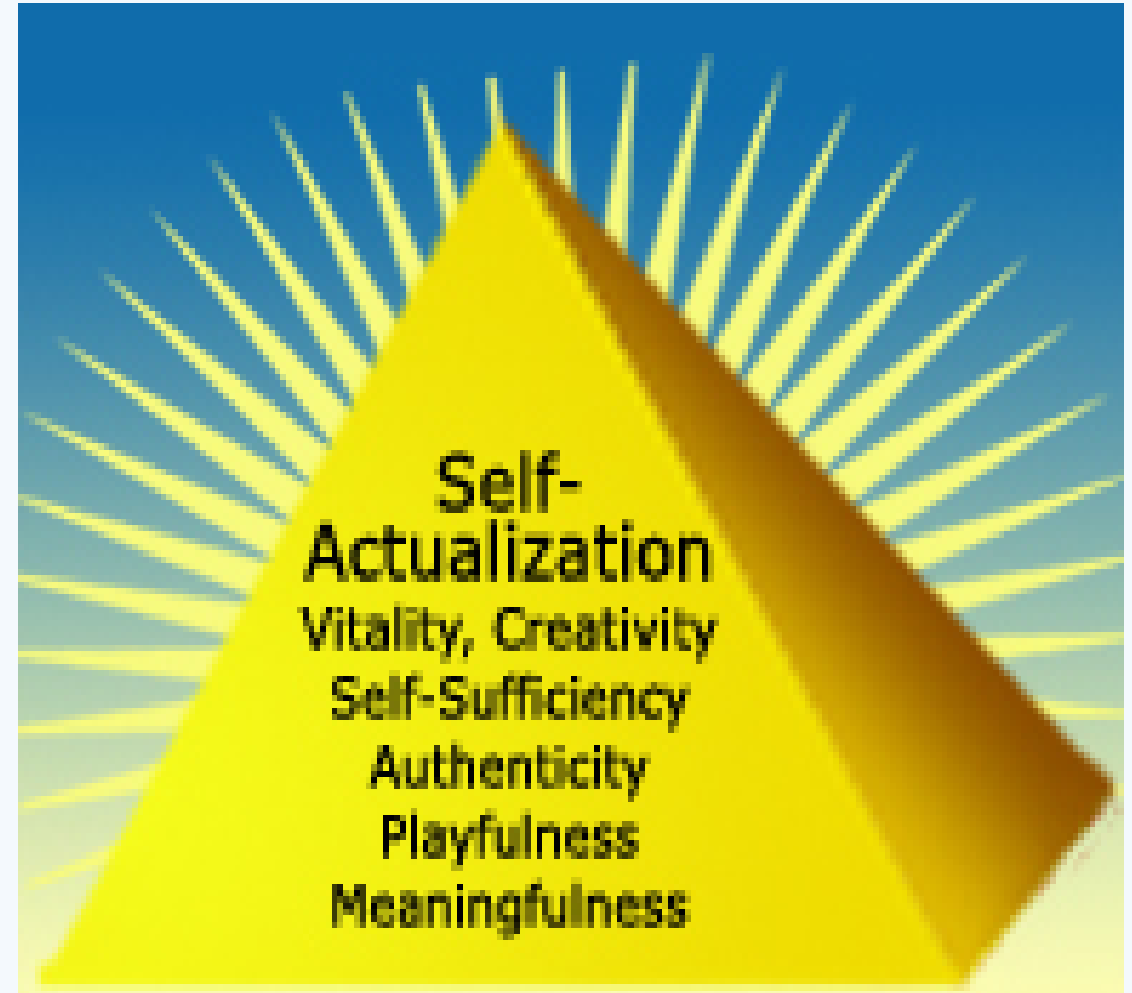 Self-
Actualization
Vitality, Creativity
Self-Sufficiency
Authenticity
Playfulness
Meaningfulness